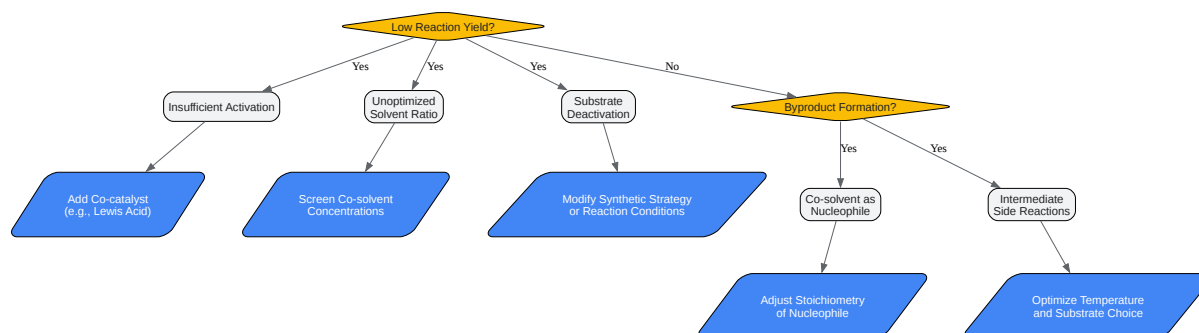 Low Reaction Yield?
Yes
Yes
Yes
No
Insufficient Activation
Unoptimized
Solvent Ratio
Substrate
Deactivation
Byproduct Formation?
Yes
Yes
Add Co-catalyst
(e.g., Lewis Acid)
Screen Co-solvent
Concentrations
Modify Synthetic Strategy
or Reaction Conditions
Co-solvent as
Nucleophile
Intermediate
Side Reactions
Adjust Stoichiometry
of Nucleophile
Optimize Temperature
and Substrate Choice